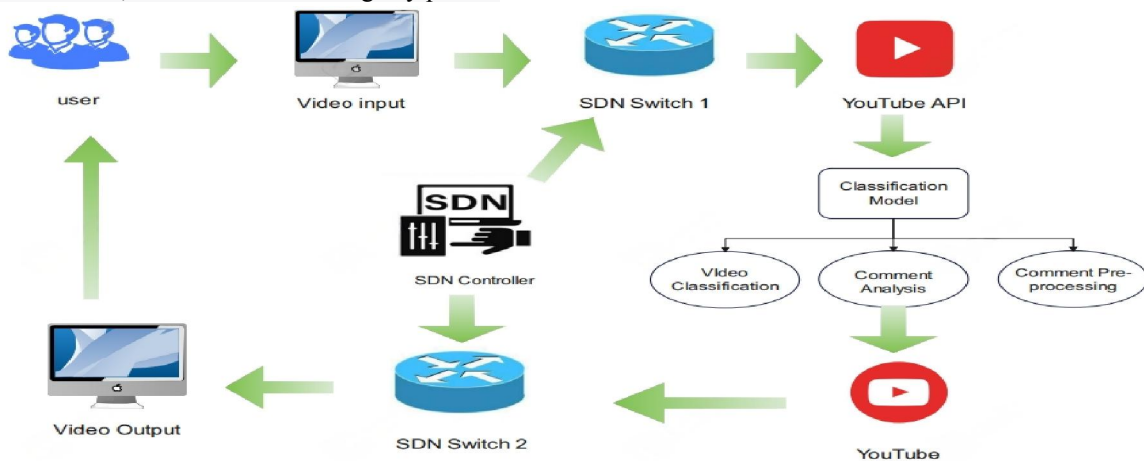 user
Video input
SDN Switch 1
YouTube API
Classification
Model
SDN
SDN Controller
VIdeo
Classification
Comment
Analysis
Comment Pre-
processing
Video Output
SDN Switch 2
YouTube